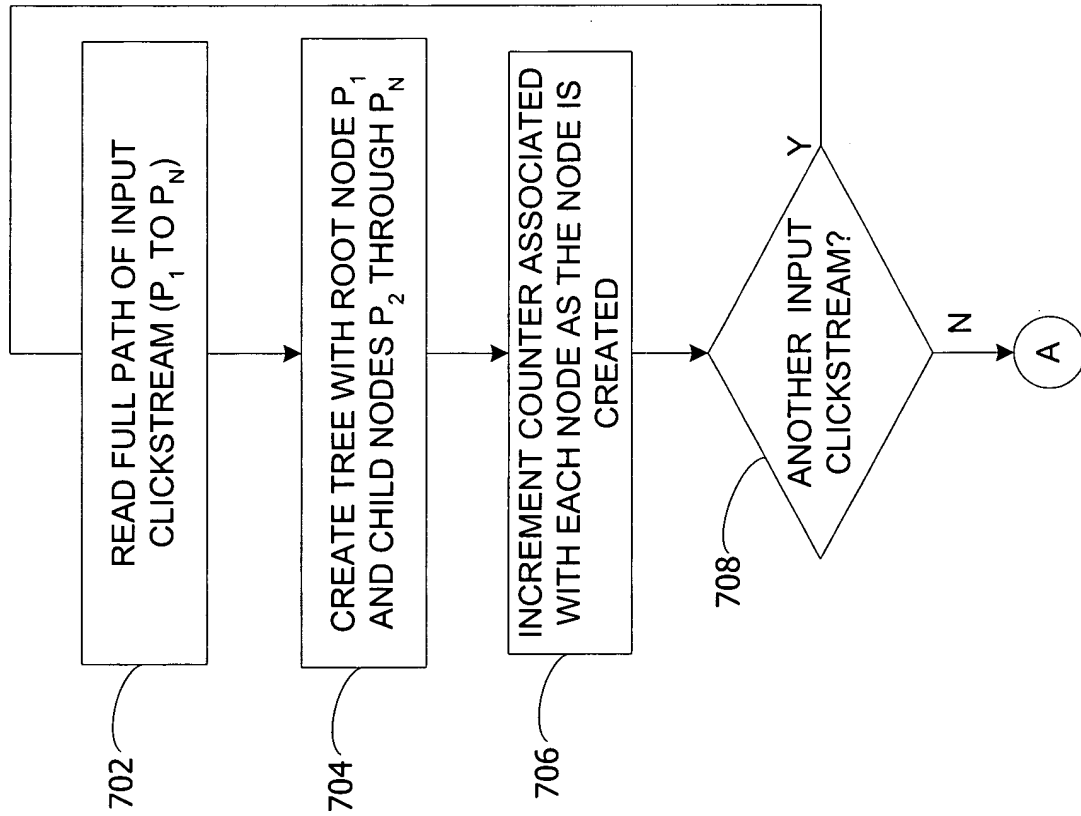 702
READ FULL PATH OF INPUT
CLICKSTREAM (P1 TO PN)
704
CREATE TREE WITH ROOT NODE P1
AND CHILD NODES P2 THROUGH PN
706
INCREMENT COUNTER ASSOCIATED
WITH EACH NODE AS THE NODE IS
CREATED
708
ANOTHER INPUT
CLICKSTREAM?
Y
N
A